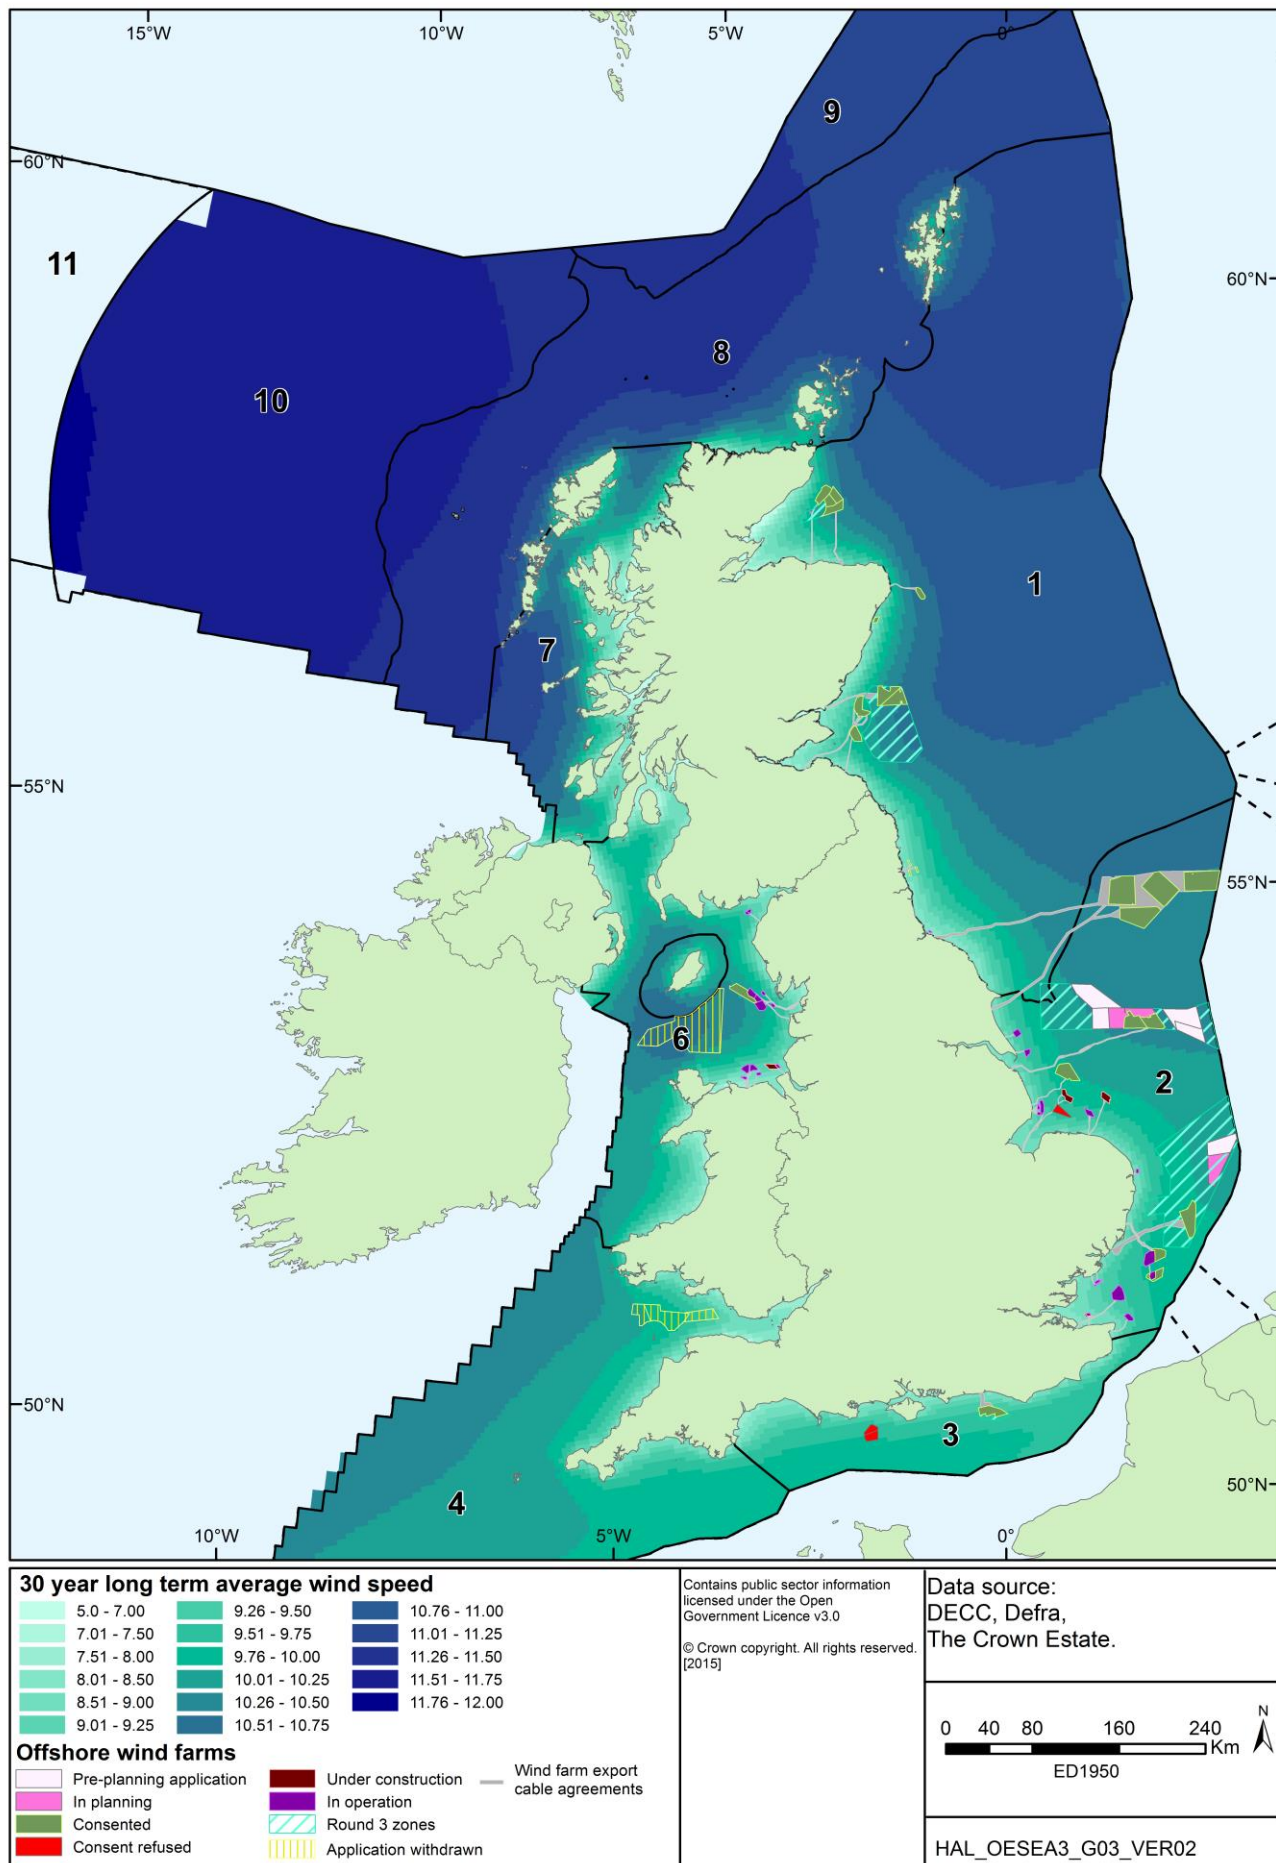 15°W 10°W 5°W 0°
9
60°N
11
60°N
8
10
1
7
55°N
55°N
6
2
50°N
3
50°N
4
10°W 5°W 0°
30 year long term average wind speed
5.0 - 7.00
7.01 - 7.50
7.51 - 8.00
8.01 - 8.50
8.51 - 9.00
9.01 - 9.25
9.26 - 9.50
9.51 - 9.75
9.76 - 10.00
10.01 - 10.25
10.26 - 10.50
10.51 - 10.75
10.76 - 11.00
11.01 - 11.25
11.26 - 11.50
11.51 - 11.75
11.76 - 12.00
Offshore wind farms
Pre-planning application
In planning
Consented
Consent refused
Under construction
In operation
Round 3 zones
Application withdrawn
Wind farm export
cable agreements
Contains public sector information
licensed under the Open
Government Licence v3.0
© Crown copyright. All rights reserved.
[2015]
Data source:
DECC, Defra,
The Crown Estate.
0 40 80 160 240
Km
ED1950
N
HAL_OESEA3_G03_VER02